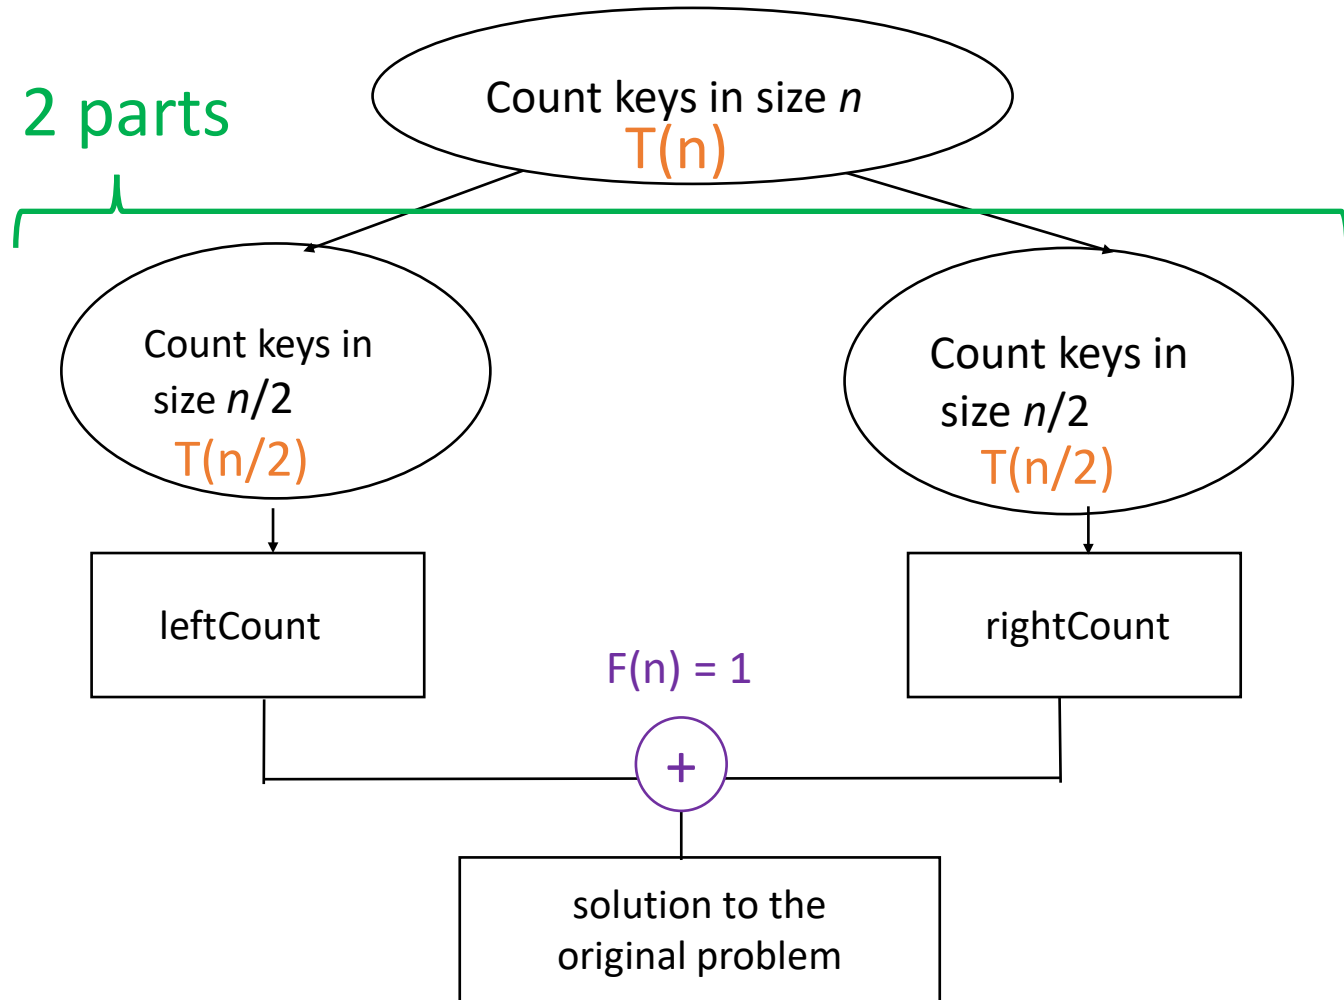 Count keys in size n
T(n)
2 parts
Count keys in
size n/2
T(n/2)
Count keys in
size n/2
T(n/2)
leftCount
rightCount
F(n) = 1
+
solution to the
original problem